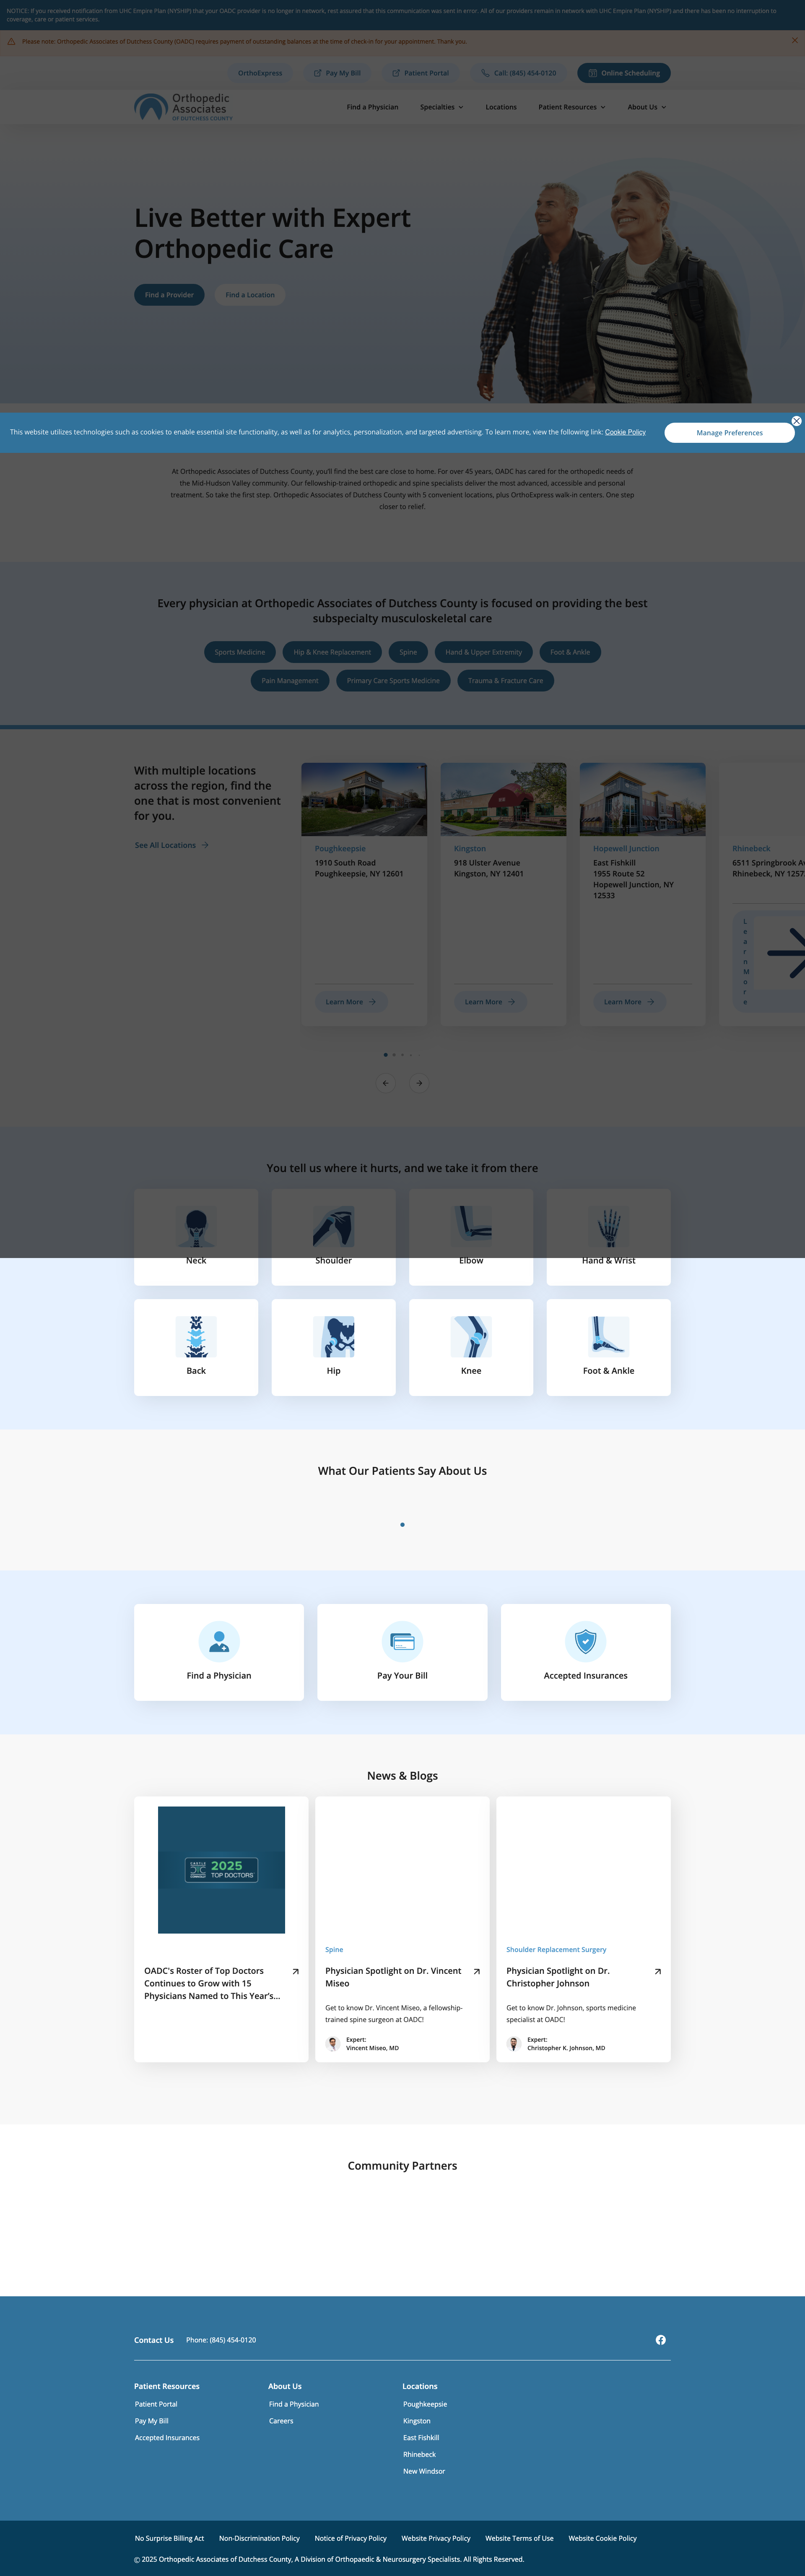 NOTICE: If you received notification from UHC Empire Plan (NYSHIP) that your OADC provider is no longer in network, rest assured that this communication was sent in error. All of our providers remain in network with UHC Empire Plan (NYSHIP) and there has been no interruption to
coverage, care or patient services.
Please note: Orthopedic Associates of Dutchess County (OADC) requires payment of outstanding balances at the time of check-in for your appointment. Thank you.
OrthoExpress
Pay My Bill
Patient Portal
Call: (845) 454-0120
Online Scheduling
Orthopedic
Associates
OF DUTCHESS COUNTY
Find a Physician
Specialties
Locations
Patient Resources
About Us
Live Better with Expert
Orthopedic Care
Find a Provider
Find a Location
This website utilizes technologies such as cookies to enable essential site functionality, as well as for analytics, personalization, and targeted advertising. To learn more, view the following link: Cookie Policy
Manage Preferences
At Orthopedic Associates of Dutchess County, you'll find the best care close to home. For over 45 years, OADC has cared for the orthopedic needs of
the Mid-Hudson Valley community. Our fellowship-trained orthopedic and spine specialists deliver the most advanced, accessible and personal
treatment. So take the first step. Orthopedic Associates of Dutchess County with 5 convenient locations, plus OrthoExpress walk-in centers. One step
closer to relief.
Every physician at Orthopedic Associates of Dutchess County is focused on providing the best
subspecialty musculoskeletal care
Sports Medicine
Hip & Knee Replacement
Spine
Hand & Upper Extremity
Foot & Ankle
Pain Management
Primary Care Sports Medicine
Trauma & Fracture Care
With multiple locations
across the region, find the
one that is most convenient
for you.
See All Locations
Poughkeepsie
1910 South Road
Poughkeepsie, NY 12601
Learn More
Kingston
918 Ulster Avenue
Kingston, NY 12401
Learn More
Hopewell Junction
East Fishkill
1955 Route 52
Hopewell Junction, NY
12533
Learn More
Rhinebeck
6511 Springbrook
Rhinebeck, NY
Learn More
You tell us where it hurts, and we take it from there
Neck
Shoulder
Elbow
Hand & Wrist
Back
Hip
Knee
Foot & Ankle
What Our Patients Say About Us
Find a Physician
Pay Your Bill
Accepted Insurances
News & Blogs
2025
TOP DOCTORS
OADC's Roster of Top Doctors
Continues to Grow with 15
Physicians Named to This Year's...
Spine
Physician Spotlight on Dr. Vincent
Miseo
Get to know Dr. Vincent Miseo, a fellowship-
trained spine surgeon at OADC!
Expert:
Vincent Miseo, MD
Shoulder Replacement Surgery
Physician Spotlight on Dr.
Christopher Johnson
Get to know Dr. Johnson, sports medicine
specialist at OADC!
Expert:
Christopher K. Johnson, MD
Community Partners
Contact Us
Phone: (845) 454-0120
Patient Resources
Patient Portal
Pay My Bill
Accepted Insurances
About Us
Find a Physician
Careers
Locations
Poughkeepsie
Kingston
East Fishkill
Rhinebeck
New Windsor
No Surprise Billing Act
Non-Discrimination Policy
Notice of Privacy Policy
Website Privacy Policy
Website Terms of Use
Website Cookie Policy
© 2025 Orthopedic Associates of Dutchess County, A Division of Orthopaedic & Neurosurgery Specialists. All Rights Reserved.